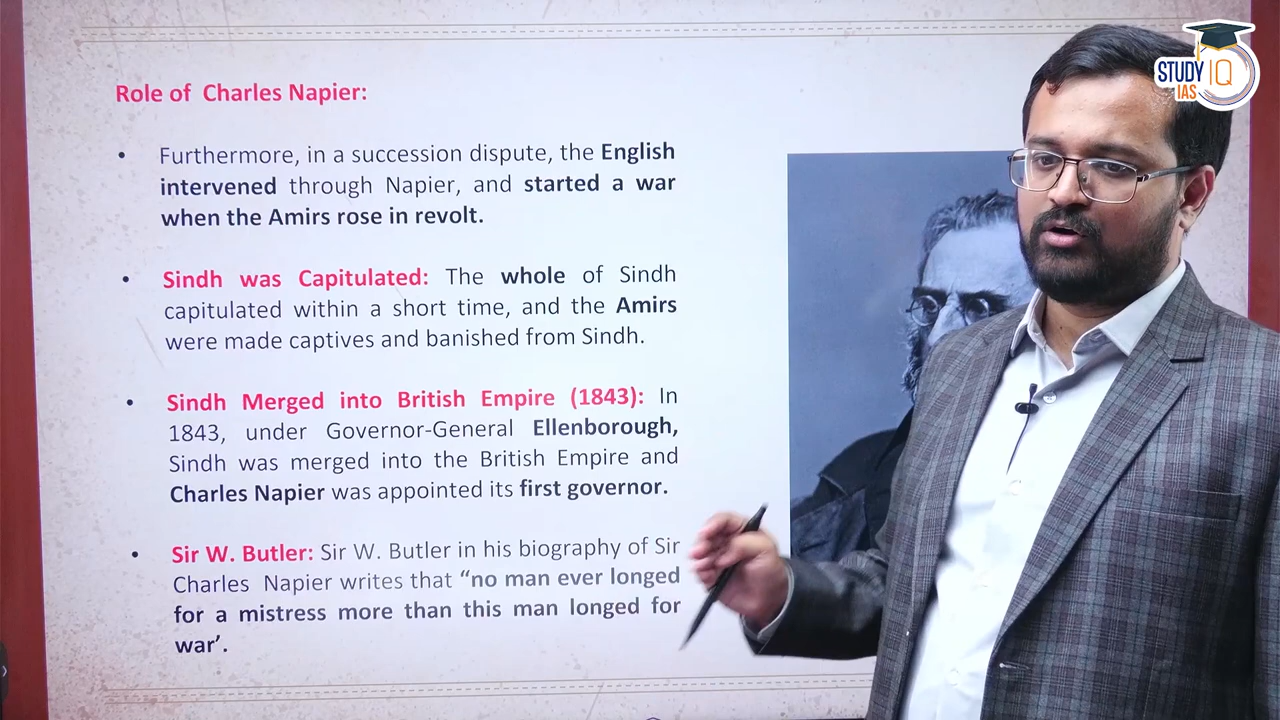 Role of Charles Napier:
• Furthermore, in a succession dispute, the English
intervened through Napier, and started a war
when the Amirs rose in revolt.
• Sindh was Capitulated: The whole of Sindh
capitulated within a short time, and the Amirs
were made captives and banished from Sindh.
• Sindh Merged into British Empire (1843): In
1843, under Governor-General Ellenborough,
Sindh was merged into the British Empire and
Charles Napier was appointed its first governor.
• Sir W. Butler: Sir W. Butler in his biography of Sir
Charles Napier writes that “no man ever longed
for a mistress more than this man longed for
war’.
STUDY IQ
IAS